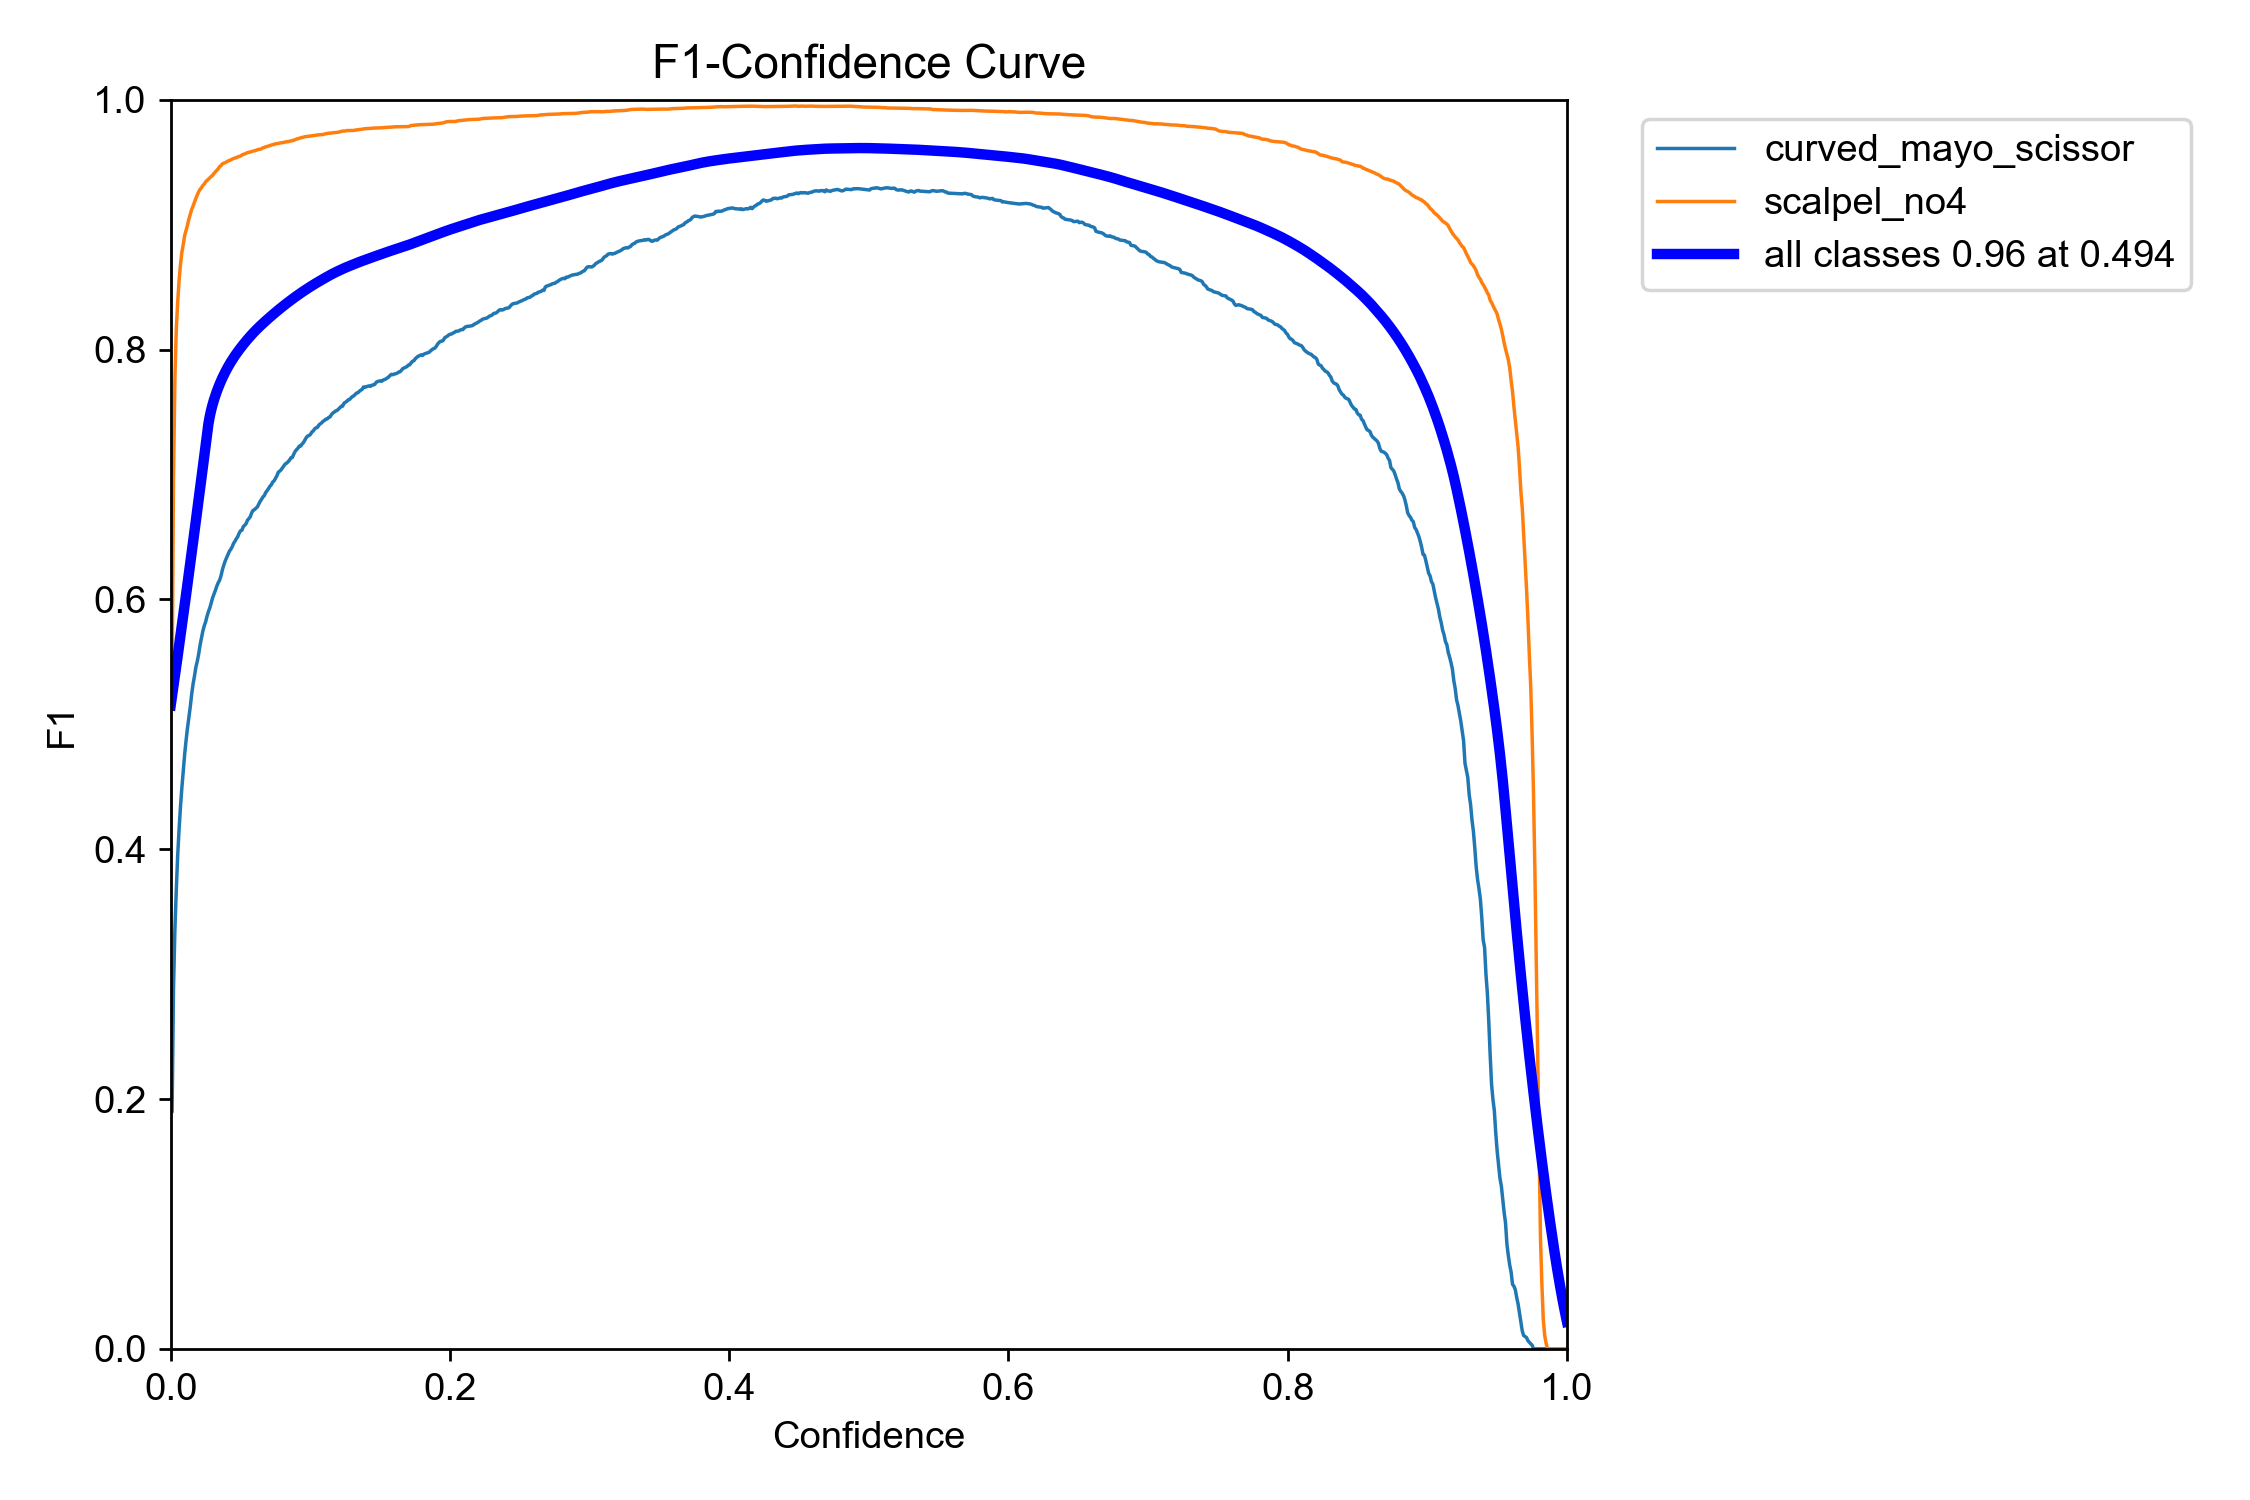 F1-Confidence Curve
1.0
0.8
0.6
0.4
0.2
0.0
F1
0.0 0.2 0.4 0.6 0.8 1.0
Confidence
curved_mayo_scissor
scalpel_no4
all classes 0.96 at 0.494